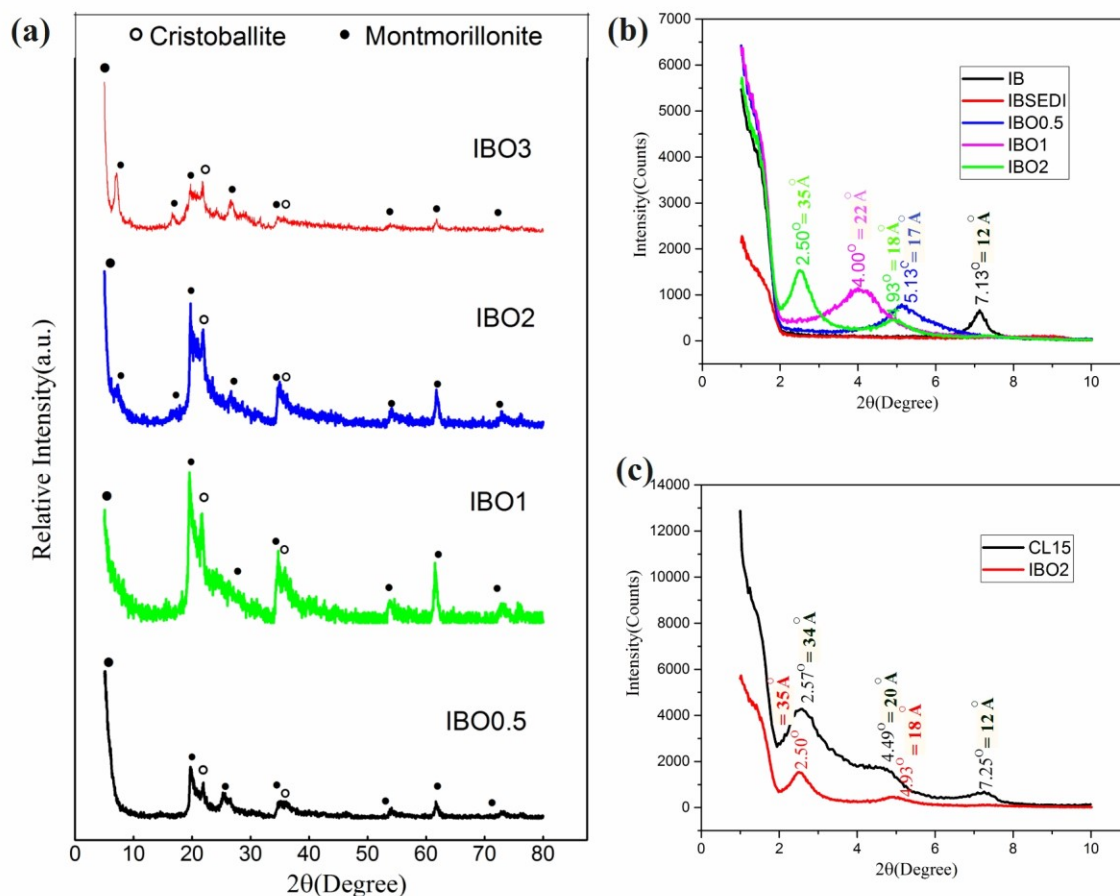 (a)
Cristoballite
Montmorillonite
IBO3
IBO2
IBO1
IBO0.5
Relative Intensity(a.u.)
0 10 20 30 40 50 60 70 80
2θ(Degree)
(b)
7000
6000
5000
4000
3000
2000
1000
0
Intensity(Counts)
IB
IBSEDI
IBO0.5
IBO1
IBO2
2.50° = 35 Å
4.00° = 22 Å
93° = 18 Å
5.13° = 17 Å
7.13° = 12 Å
0 2 4 6 8 10
2θ(Degree)
(c)
14000
12000
10000
8000
6000
4000
2000
0
Intensity(Counts)
CL15
IBO2
2.50° = 35 Å
2.57° = 34 Å
4.49° = 20 Å
4.93° = 18 Å
7.25° = 12 Å
0 2 4 6 8 10
2θ(Degree)